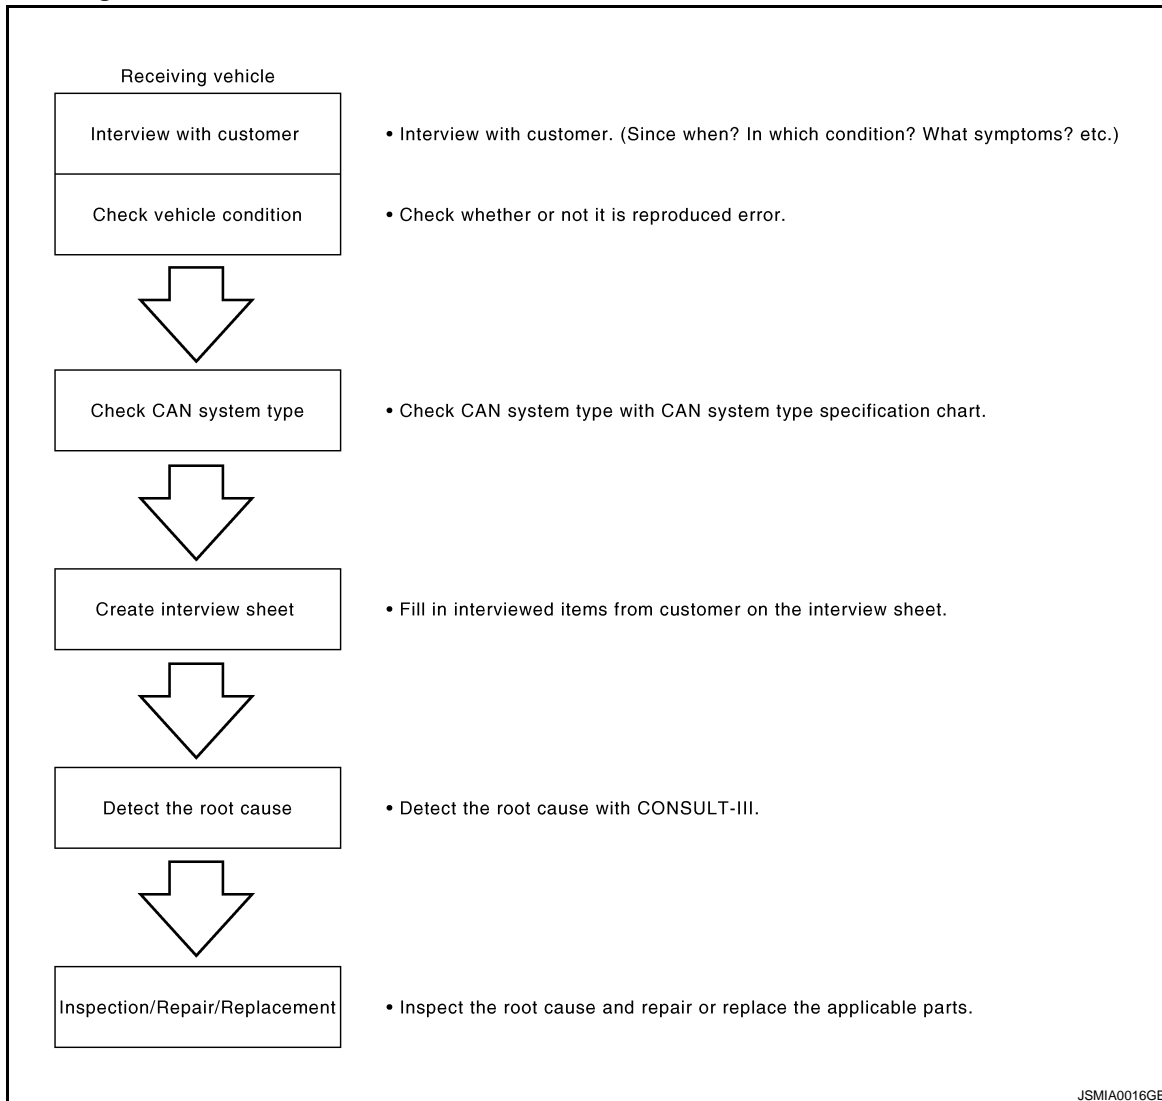 Receiving vehicle
Interview with customer • Interview with customer. (Since when? In which condition? What symptoms? etc.)
Check vehicle condition • Check whether or not it is reproduced error.
Check CAN system type • Check CAN system type with CAN system type specification chart.
Create interview sheet • Fill in interviewed items from customer on the interview sheet.
Detect the root cause • Detect the root cause with CONSULT-III.
Inspection/Repair/Replacement • Inspect the root cause and repair or replace the applicable parts.